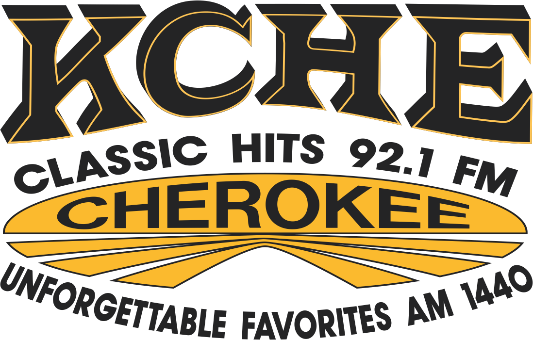 KCHE
CLASSIC HITS 92.1 FM
CHEROKEE
UNFORGETTABLE FAVORITES AM 1440